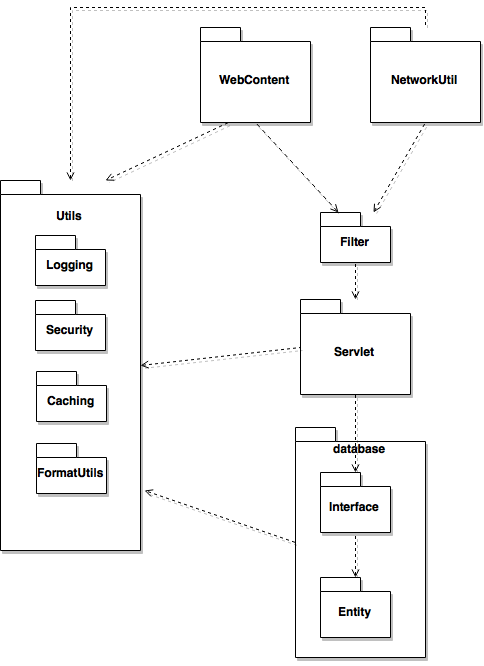 WebContent
NetworkUtil
Utils
Logging
Security
Caching
FormatUtils
Filter
Servlet
database
Interface
Entity